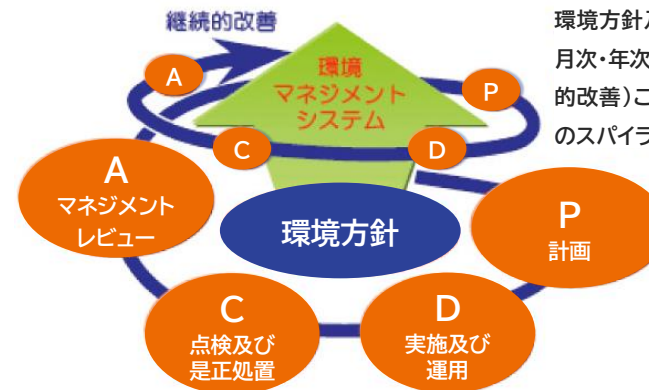 継続的改善
環境方針及
月次・年次
的改善)こ
のスパイラ
環境
マネジメント
システム
A
P
C
D
A
マネジメント
レビュー
環境方針
P
計画
C
点検及び
是正処置
D
実施及び
運用